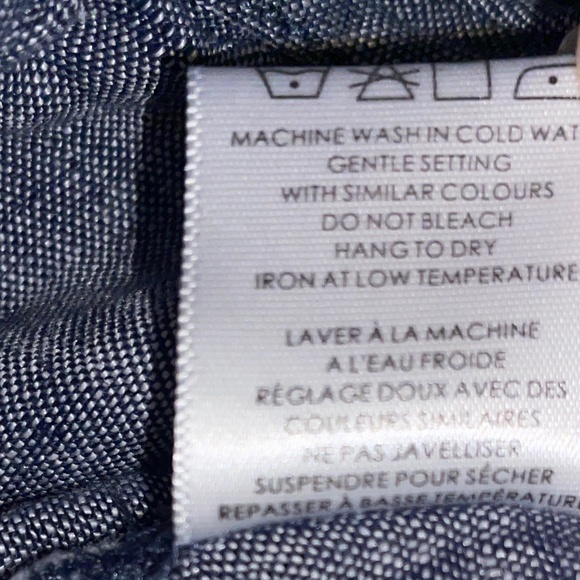 MACHINE WASH IN COLD WAT
GENTLE SETTING
WITH SIMILAR COLOURS
DO NOT BLEACH
HANG TO DRY
IRON AT LOW TEMPERATURE
LAVER À LA MACHINE
A L'EAU FROIDE
RÉGLAGE DOUX AVEC DES
COULEURS SIMILAIRES
NE PAS JAVELLISER
SUSPENDRE POUR SÉCHER
REPASSER À BASSE TEMPÉRATURE